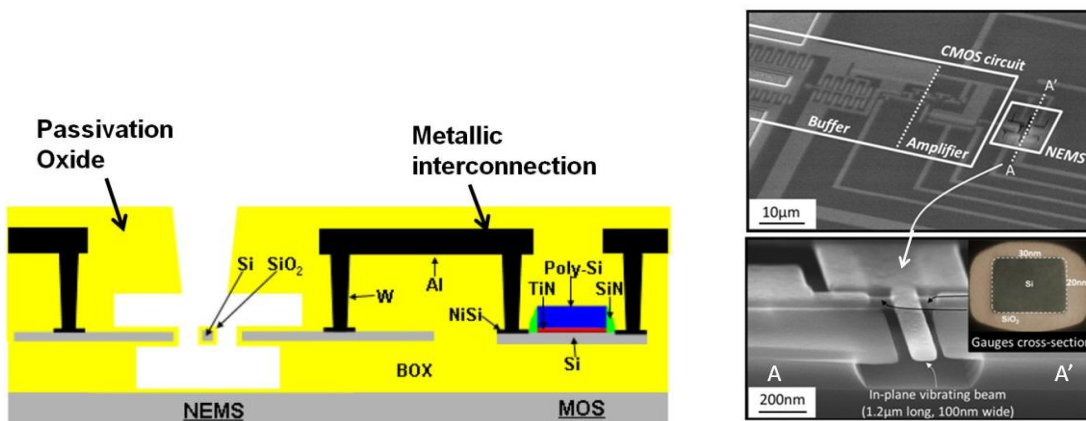 Passivation
Oxide
Metallic
interconnection
Si
SiO2
W
Al
Poly-Si
TiN
SiN
NiSi
Si
BOX
NEMS
MOS
CMOS circuit
A'
Buffer
Amplifier
NEMS
A
10µm
30nm
Si
20nm
SiO2
Gauges cross-section
A
A'
200nm
In-plane vibrating beam
(1.2µm long, 100nm wide)